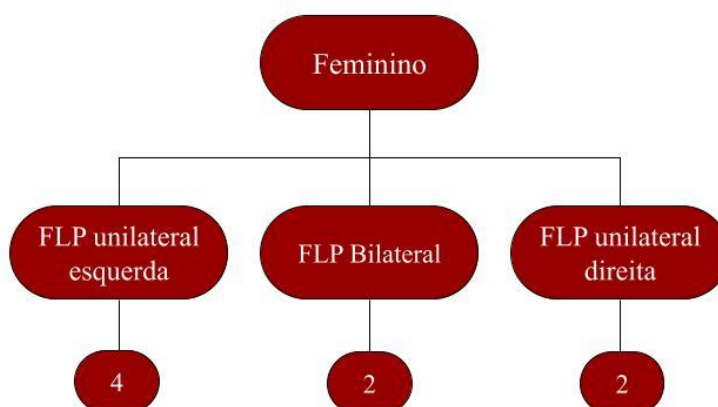 Feminino
FLP unilateral
esquerda
FLP Bilateral
FLP unilateral
direita
4
2
2